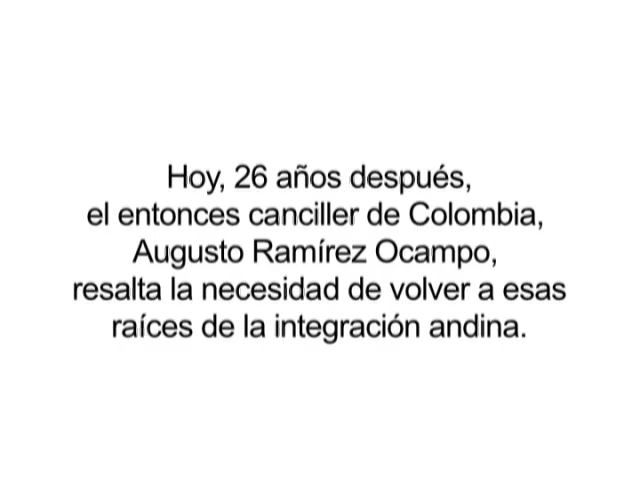 Hoy, 26 años después,
el entonces canciller de Colombia,
Augusto Ramírez Ocampo,
resalta la necesidad de volver a esas
raíces de la integración andina.